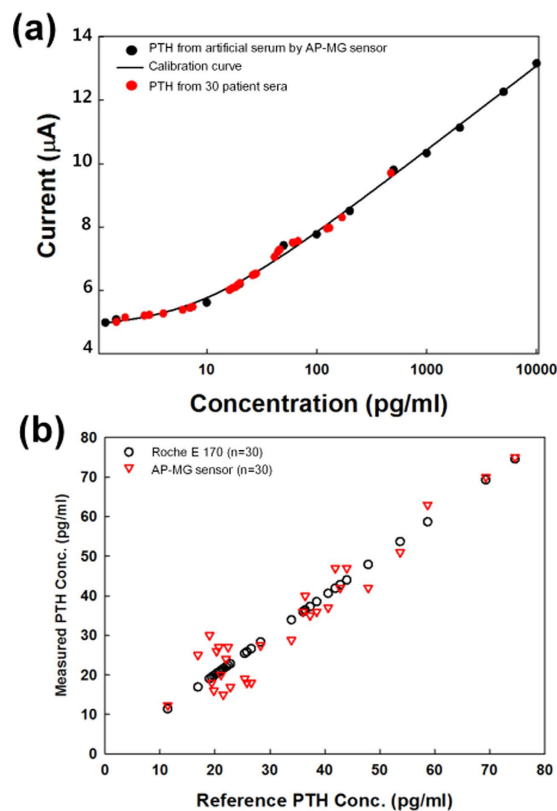 (a)
PTH from artificial serum by AP-MG sensor
Calibration curve
PTH from 30 patient sera
14
12
10
8
6
4
Current (μA)
10
100
1000
10000
Concentration (pg/ml)
(b)
Roche E 170 (n=30)
AP-MG sensor (n=30)
80
70
60
50
40
30
20
10
0
Measured PTH Conc. (pg/ml)
0
10
20
30
40
50
60
70
80
Reference PTH Conc. (pg/ml)